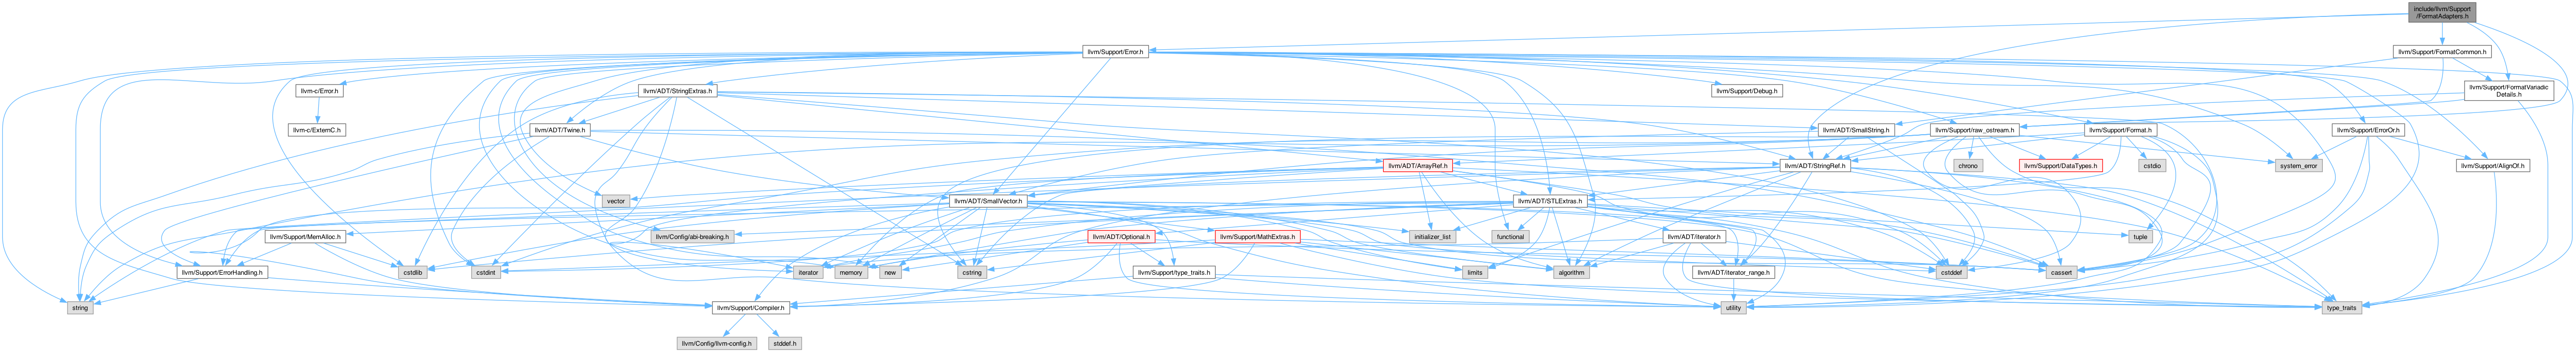 include/llvm/Support
/FormatAdapters.h
llvm/Support/Error.h
llvm/Support/FormatCommon.h
llvm-c/Error.h
llvm/ADT/StringExtras.h
llvm/Support/Debug.h
llvm/Support/FormatVariadic
Details.h
llvm-c/ExternC.h
llvm/ADT/Twine.h
llvm/ADT/SmallString.h
llvm/Support/raw_ostream.h
llvm/Support/Format.h
llvm/Support/ErrorOr.h
llvm/ADT/ArrayRef.h
llvm/ADT/StringRef.h
chrono
llvm/Support/DataTypes.h
cstdio
system_error
llvm/Support/AlignOf.h
vector
llvm/ADT/SmallVector.h
llvm/ADT/STLExtras.h
llvm/Support/MemAlloc.h
llvm/Config/abi-breaking.h
llvm/ADT/Optional.h
llvm/Support/MathExtras.h
initializer_list
functional
llvm/ADT/iterator.h
tuple
llvm/Support/ErrorHandling.h
cstdlib
cstdint
iterator
memory
new
cstring
llvm/Support/type_traits.h
limits
algorithm
llvm/ADT/iterator_range.h
cstddef
cassert
string
llvm/Support/Compiler.h
utility
type_traits
llvm/Config/llvm-config.h
stddef.h